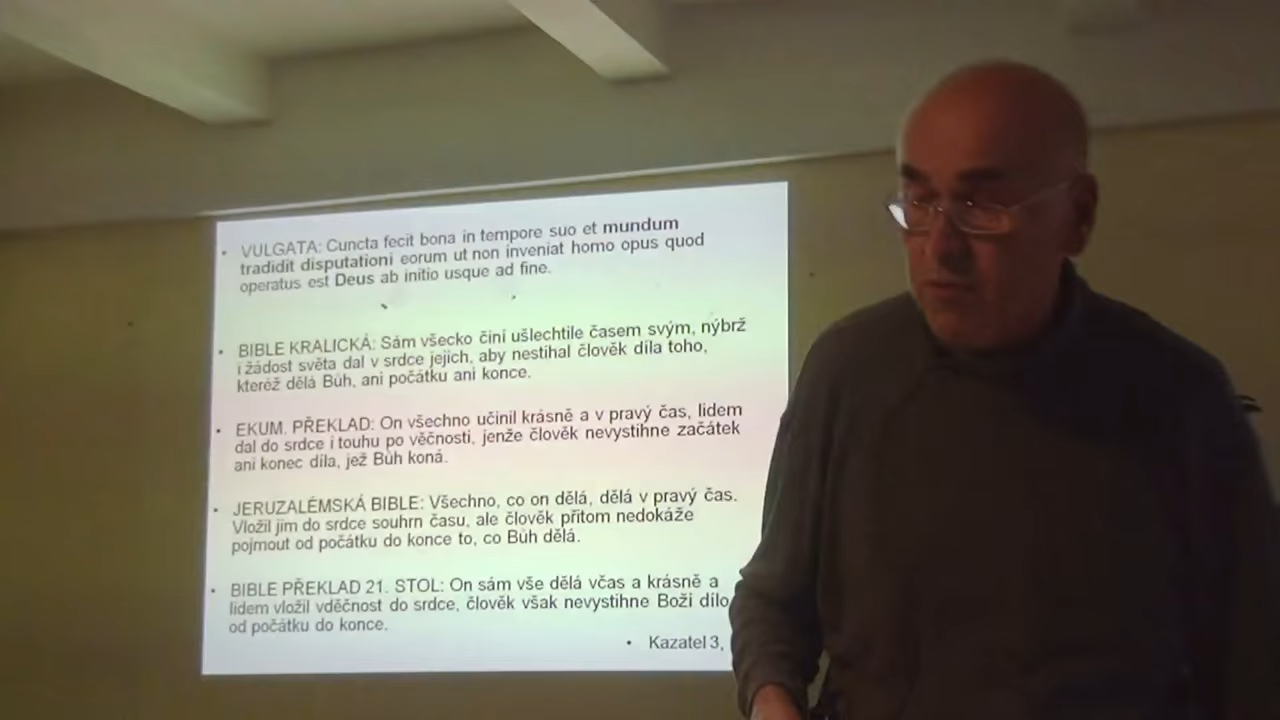 • VULGATA: Cuncta fecit bona in tempore suo et mundum
tradidit disputationi eorum ut non inveniat homo opus quod
operatus est Deus ab initio usque ad fine.
• BIBLE KRALICKÁ: Sám všecko činí ušlechtile časem svým, nýbrž
i žádost světa dal v srdce jejich, aby nestihal člověk díla toho,
kteréž dělá Bůh, ani počátku ani konce.
• EKUM. PŘEKLAD: On všechno učinil krásně a v pravý čas, lidem
dal do srdce i touhu po věčnosti, jenže člověk nevystihne začátek
ani konec díla, jež Bůh koná.
• JERUZALÉMSKÁ BIBLE: Všechno, co on dělá, dělá v pravý čas.
Vložil jim do srdce souhrn času, ale člověk přitom nedokáže
pojmout od počátku do konce to, co Bůh dělá.
• BIBLE PŘEKLAD 21. STOL: On sám vše dělá včas a krásně a
lidem vložil vděčnost do srdce, člověk však nevystihne Boží dílo
od počátku do konce.
• Kazatel 3,